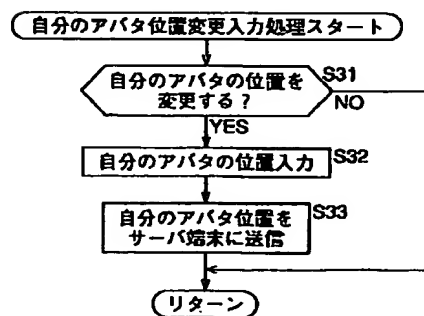 自分のアバタ位置変更入力処理スタート
自分のアバタの位置を
変更する?
S31
NO
YES
自分のアバタの位置入力
S32
自分のアバタ位置を
サーバ端末に送信
S33
リターン